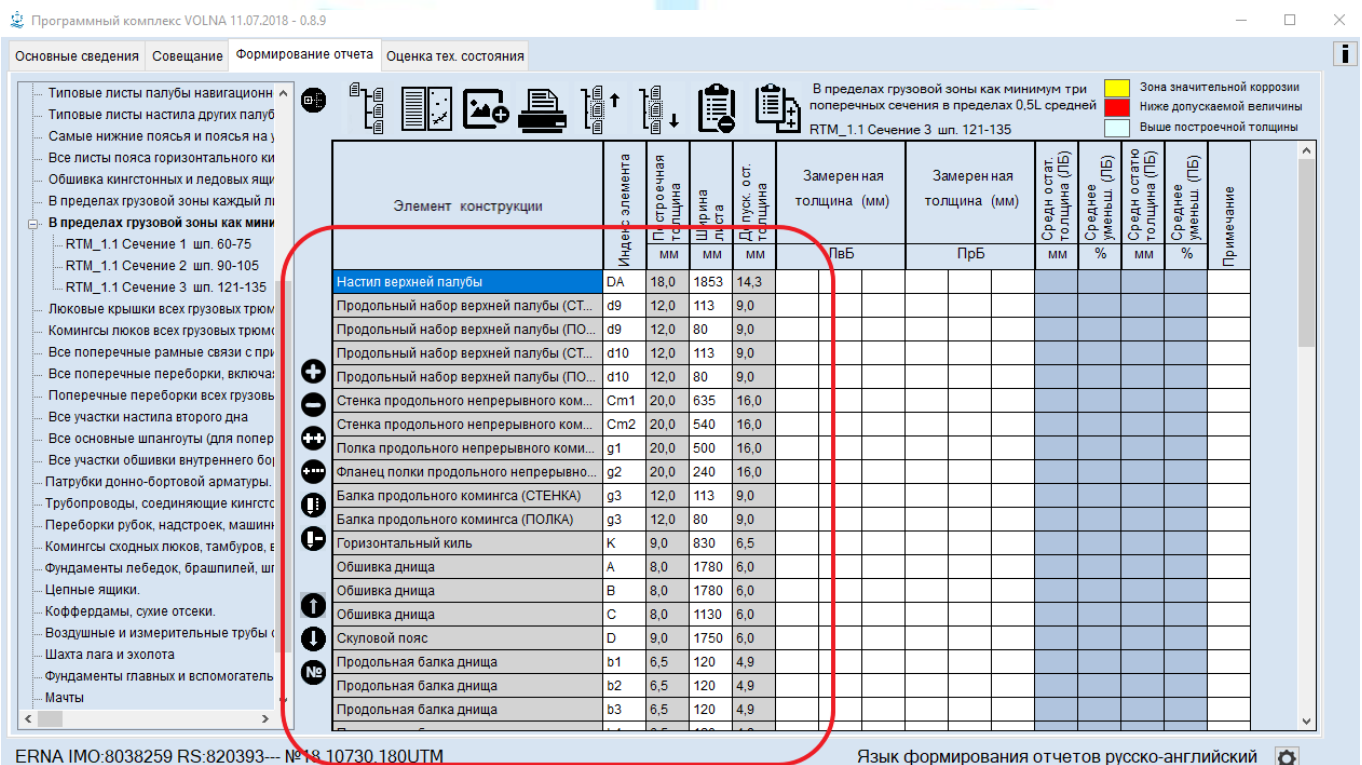 Программный комплекс VOLNA 11.07.2018 - 0.8.9
Основные сведения Совещание Формирование отчета Оценка тех. состояния
Типовые листы палубы навигационн
Типовые листы настила других палуб
Самые нижние поясья и поясья на
Все листы пояса горизонтального ки
Обшивка кингстонных и ледовых ящи
В пределах грузовой зоны каждый л
В пределах грузовой зоны как мини
RTM_1.1 Сечение 1 шп. 60-75
RTM_1.1 Сечение 2 шп. 90-105
RTM_1.1 Сечение 3 шп. 121-135
Люковые крышки всех грузовых трюм
Комингсы люков всех грузовых трюмо
Все поперечные рамные связи с при
Все поперечные переборки, включа
Поперечные переборки всех грузовь
Все участки настила второго дна
Все основные шпангоуты (для попер
Все участки обшивки внутреннего бо
Патрубки донно-бортовой арматуры.
Трубопроводы, соединяющие кингсто
Переборки рубок, надстроек, машин
Комингсы сходных люков, тамбуров, в
Фундаменты лебедок, брашпилей, шг
Цепные ящики.
Коффердамы, сухие отсеки.
Воздушные и измерительные трубы
Шахта лага и эхолота
Фундаменты главных и вспомогатель
Мачты
№
В пределах грузовой зоны как минимум три
поперечных сечения в пределах 0,5L средней
RTM_1.1 Сечение 3 шп. 121-135
Зона значительной коррозии
Ниже допускаемой величины
Выше построечной толщины
Элемент конструкции
Индекс элемента
Построечная толщина
мм
Ширина листа
мм
Допуск. ост. толщина
мм
Замерен ная толщина (мм)
ЛвБ
Замерен ная толщина (мм)
ПрБ
Средн остат. толщина (ЛБ)
мм
Среднее уменьш. (ЛБ)
%
Средн остатю толщина (ПБ)
мм
Среднее уменьш. (ПБ)
%
Примечание
Настил верхней палубы DA 18,0 1853 14,3
Продольный набор верхней палубы (СТ... d9 12,0 113 9,0
Продольный набор верхней палубы (ПО... d9 12,0 80 9,0
Продольный набор верхней палубы (СТ... d10 12,0 113 9,0
Продольный набор верхней палубы (ПО... d10 12,0 80 9,0
Стенка продольного непрерывного ком... Cm1 20,0 635 16,0
Стенка продольного непрерывного ком... Cm2 20,0 540 16,0
Полка продольного непрерывного коми... g1 20,0 500 16,0
Фланец полки продольного непрерывно... g2 20,0 240 16,0
Балка продольного комингса (СТЕНКА) g3 12,0 113 9,0
Балка продольного комингса (ПОЛКА) g3 12,0 80 9,0
Горизонтальный киль K 9,0 830 6,5
Обшивка днища A 8,0 1780 6,0
Обшивка днища B 8,0 1780 6,0
Обшивка днища C 8,0 1130 6,0
Скуловой пояс D 9,0 1750 6,0
Продольная балка днища b1 6,5 120 4,9
Продольная балка днища b2 6,5 120 4,9
Продольная балка днища b3 6,5 120 4,9
ERNA IMO:8038259 RS:820393--- №18.10730.180UTM
Язык формирования отчетов русско-английский